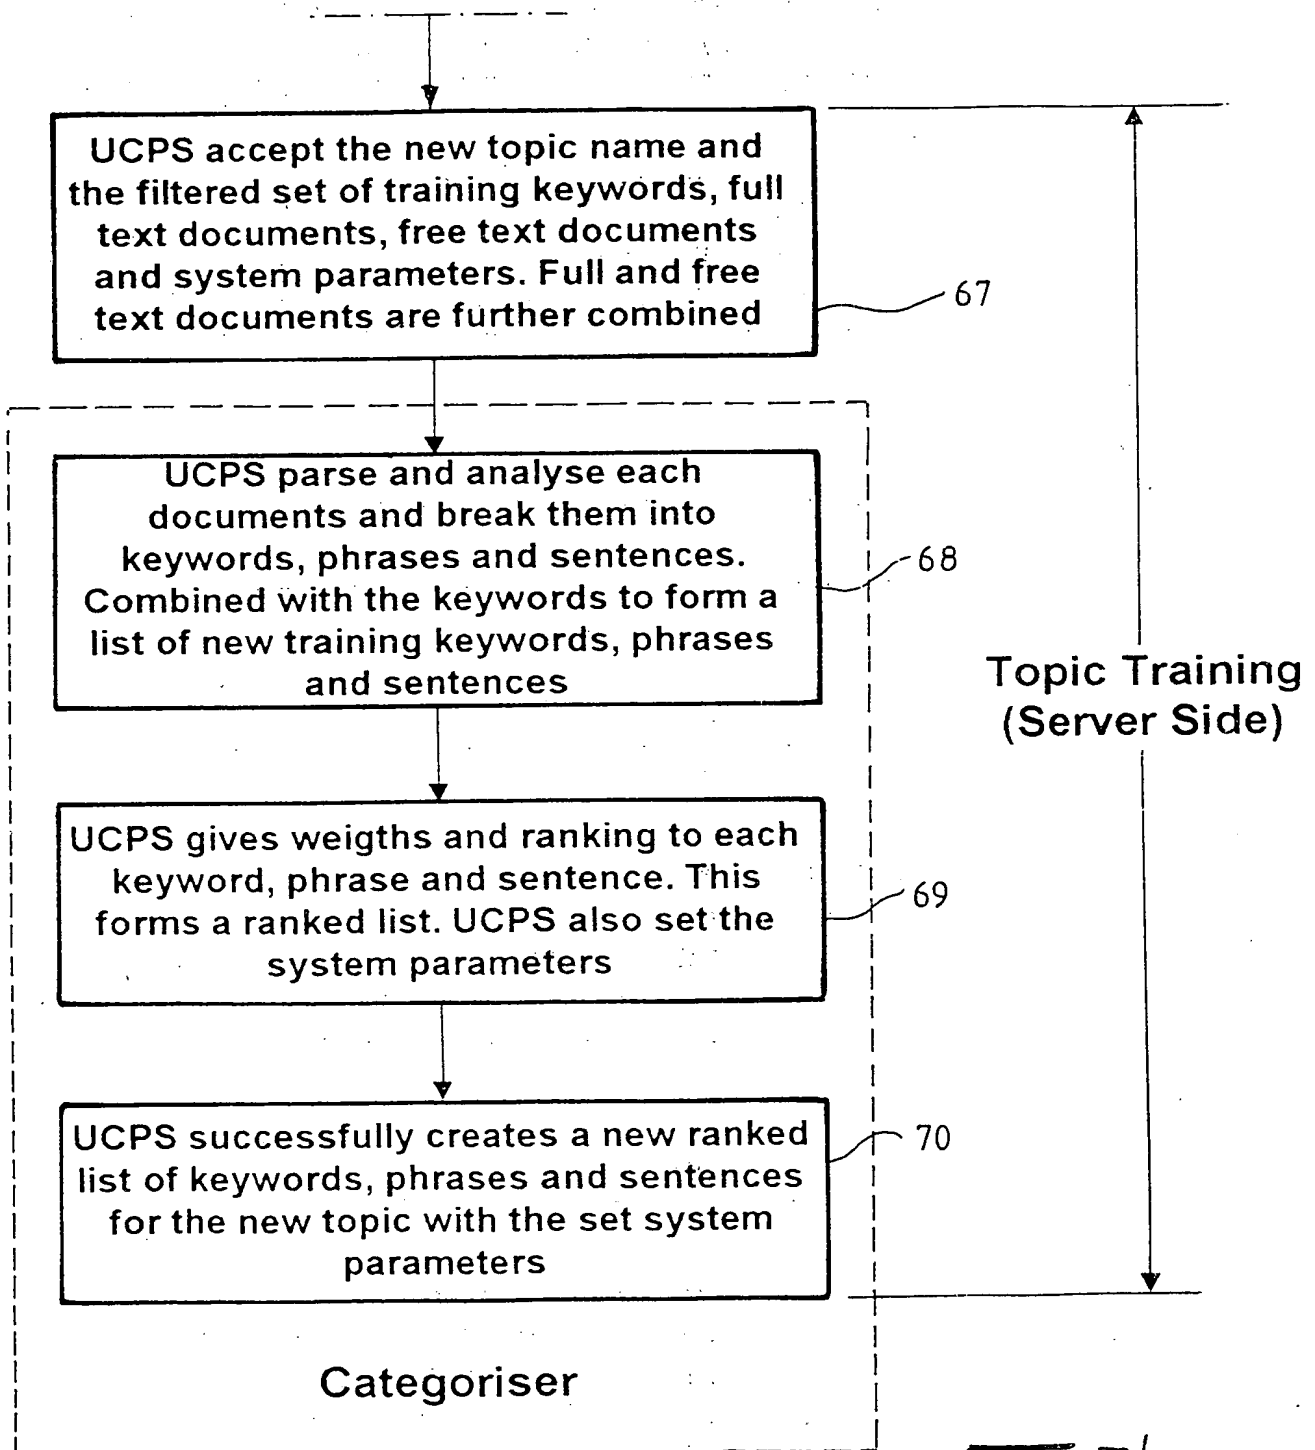 UCPS accept the new topic name and
the filtered set of training keywords, full
text documents, free text documents
and system parameters. Full and free
text documents are further combined
67
UCPS parse and analyse each
documents and break them into
keywords, phrases and sentences.
Combined with the keywords to form a
list of new training keywords, phrases
and sentences
68
Topic Training
(Server Side)
UCPS gives weigths and ranking to each
keyword, phrase and sentence. This
forms a ranked list. UCPS also set the
system parameters
69
UCPS successfully creates a new ranked
list of keywords, phrases and sentences
for the new topic with the set system
parameters
70
Categoriser